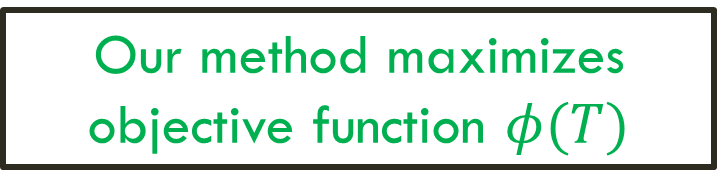 Our method maximizes
objective function ϕ(T)